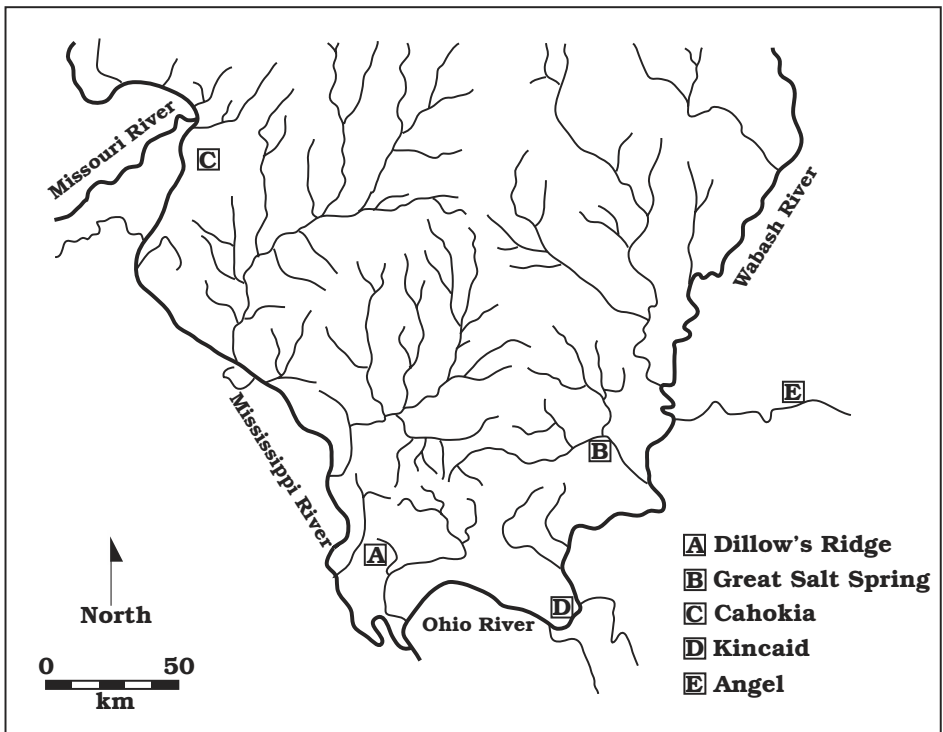 Missouri River
C
Wabash River
E
Mississippi River
B
A
A Dillow's Ridge
B Great Salt Spring
C Cahokia
D Kincaid
E Angel
D
Ohio River
North
0 50
km